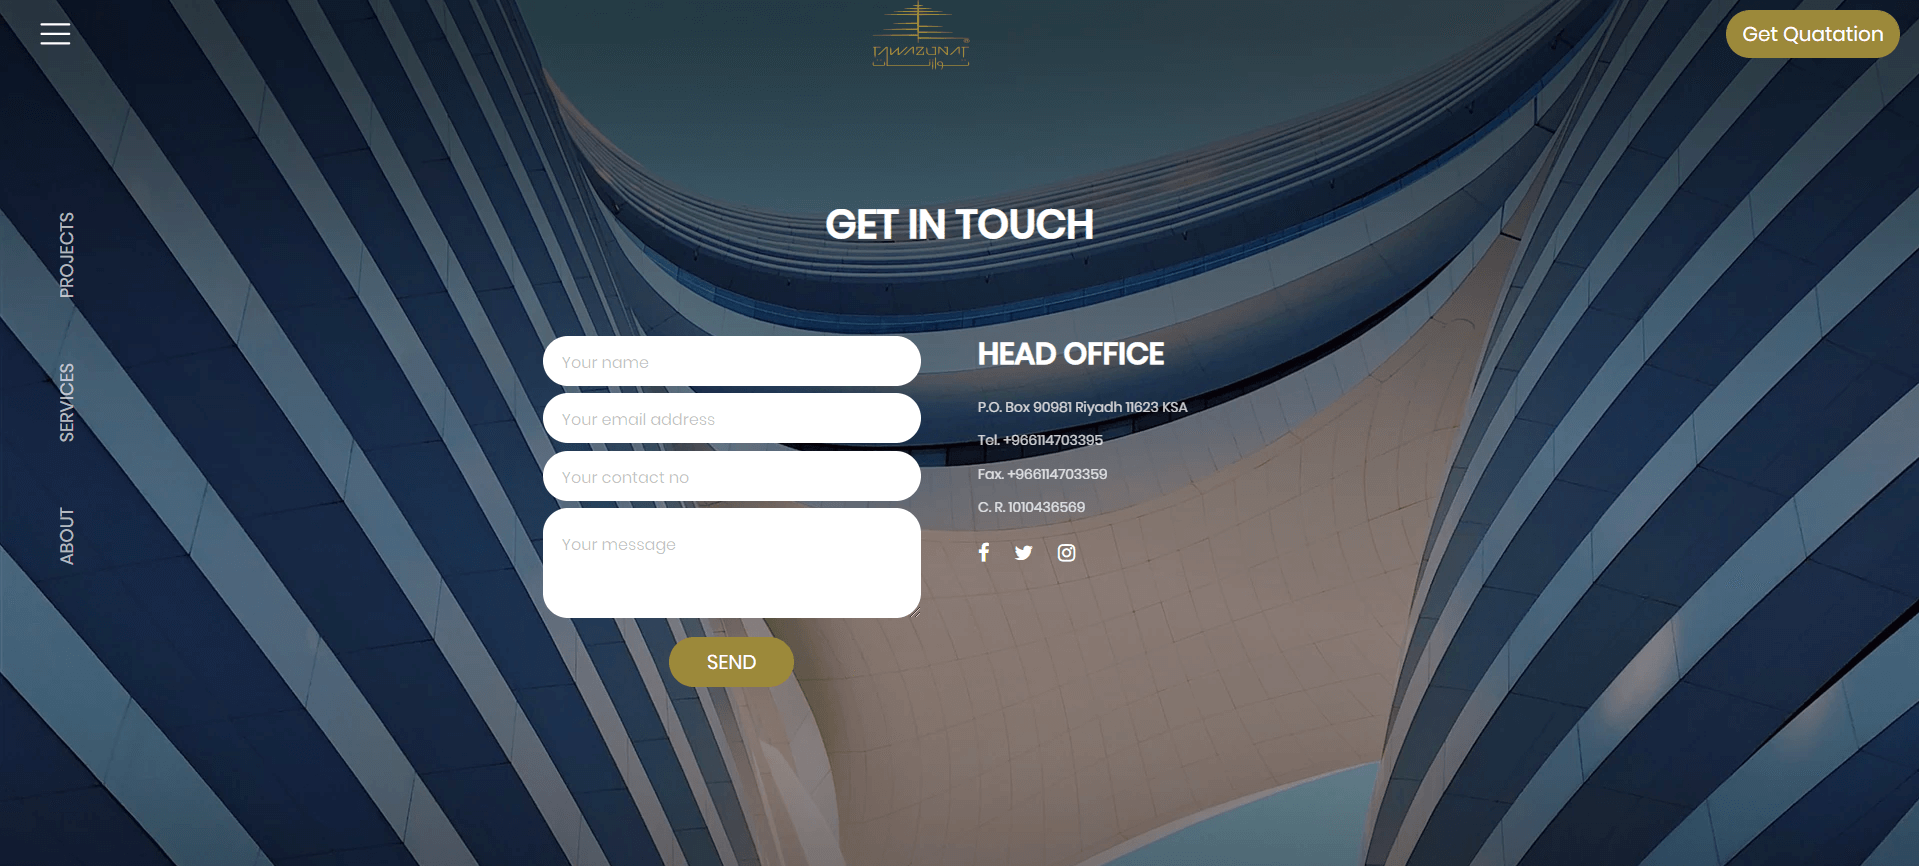 TAWAZUNAT
توازنــــات
Get Quatation
PROJECTS
SERVICES
ABOUT
GET IN TOUCH
Your name
Your email address
Your contact no
Your message
SEND
HEAD OFFICE
P.O. Box 90981 Riyadh 11623 KSA
Tel. +966114703395
Fax. +966114703359
C. R. 1010436569